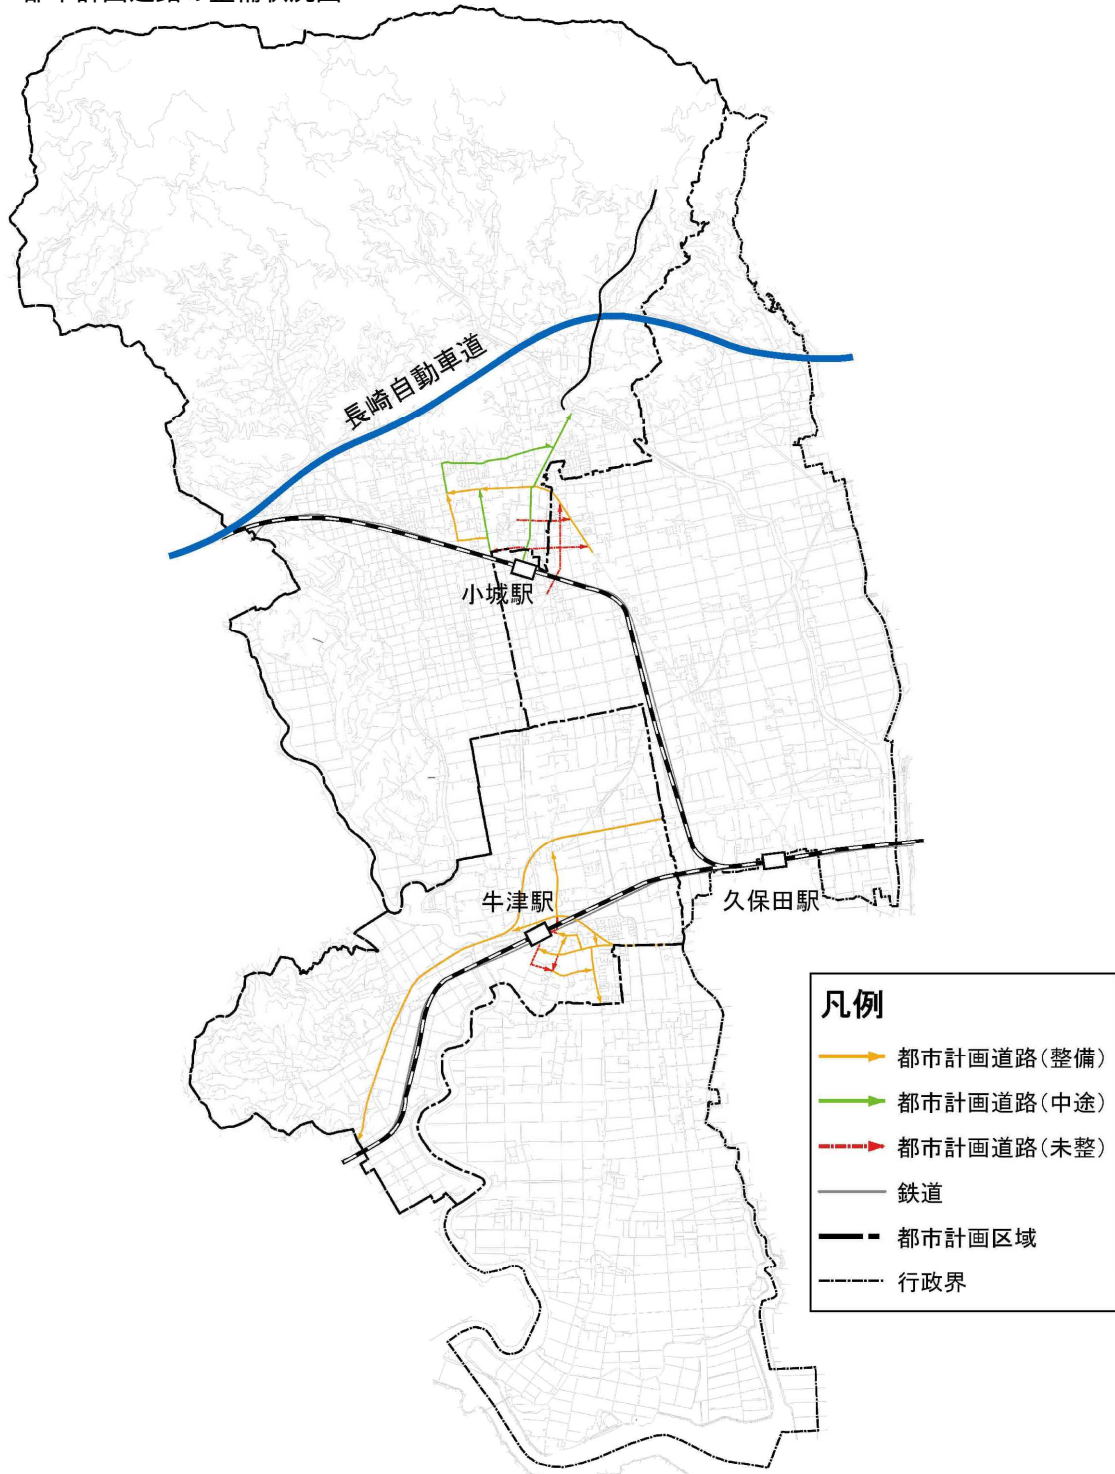 長崎自動車道
小城駅
牛津駅
久保田駅
凡例
都市計画道路(整備)
都市計画道路(中途)
都市計画道路(未整)
鉄道
都市計画区域
行政界